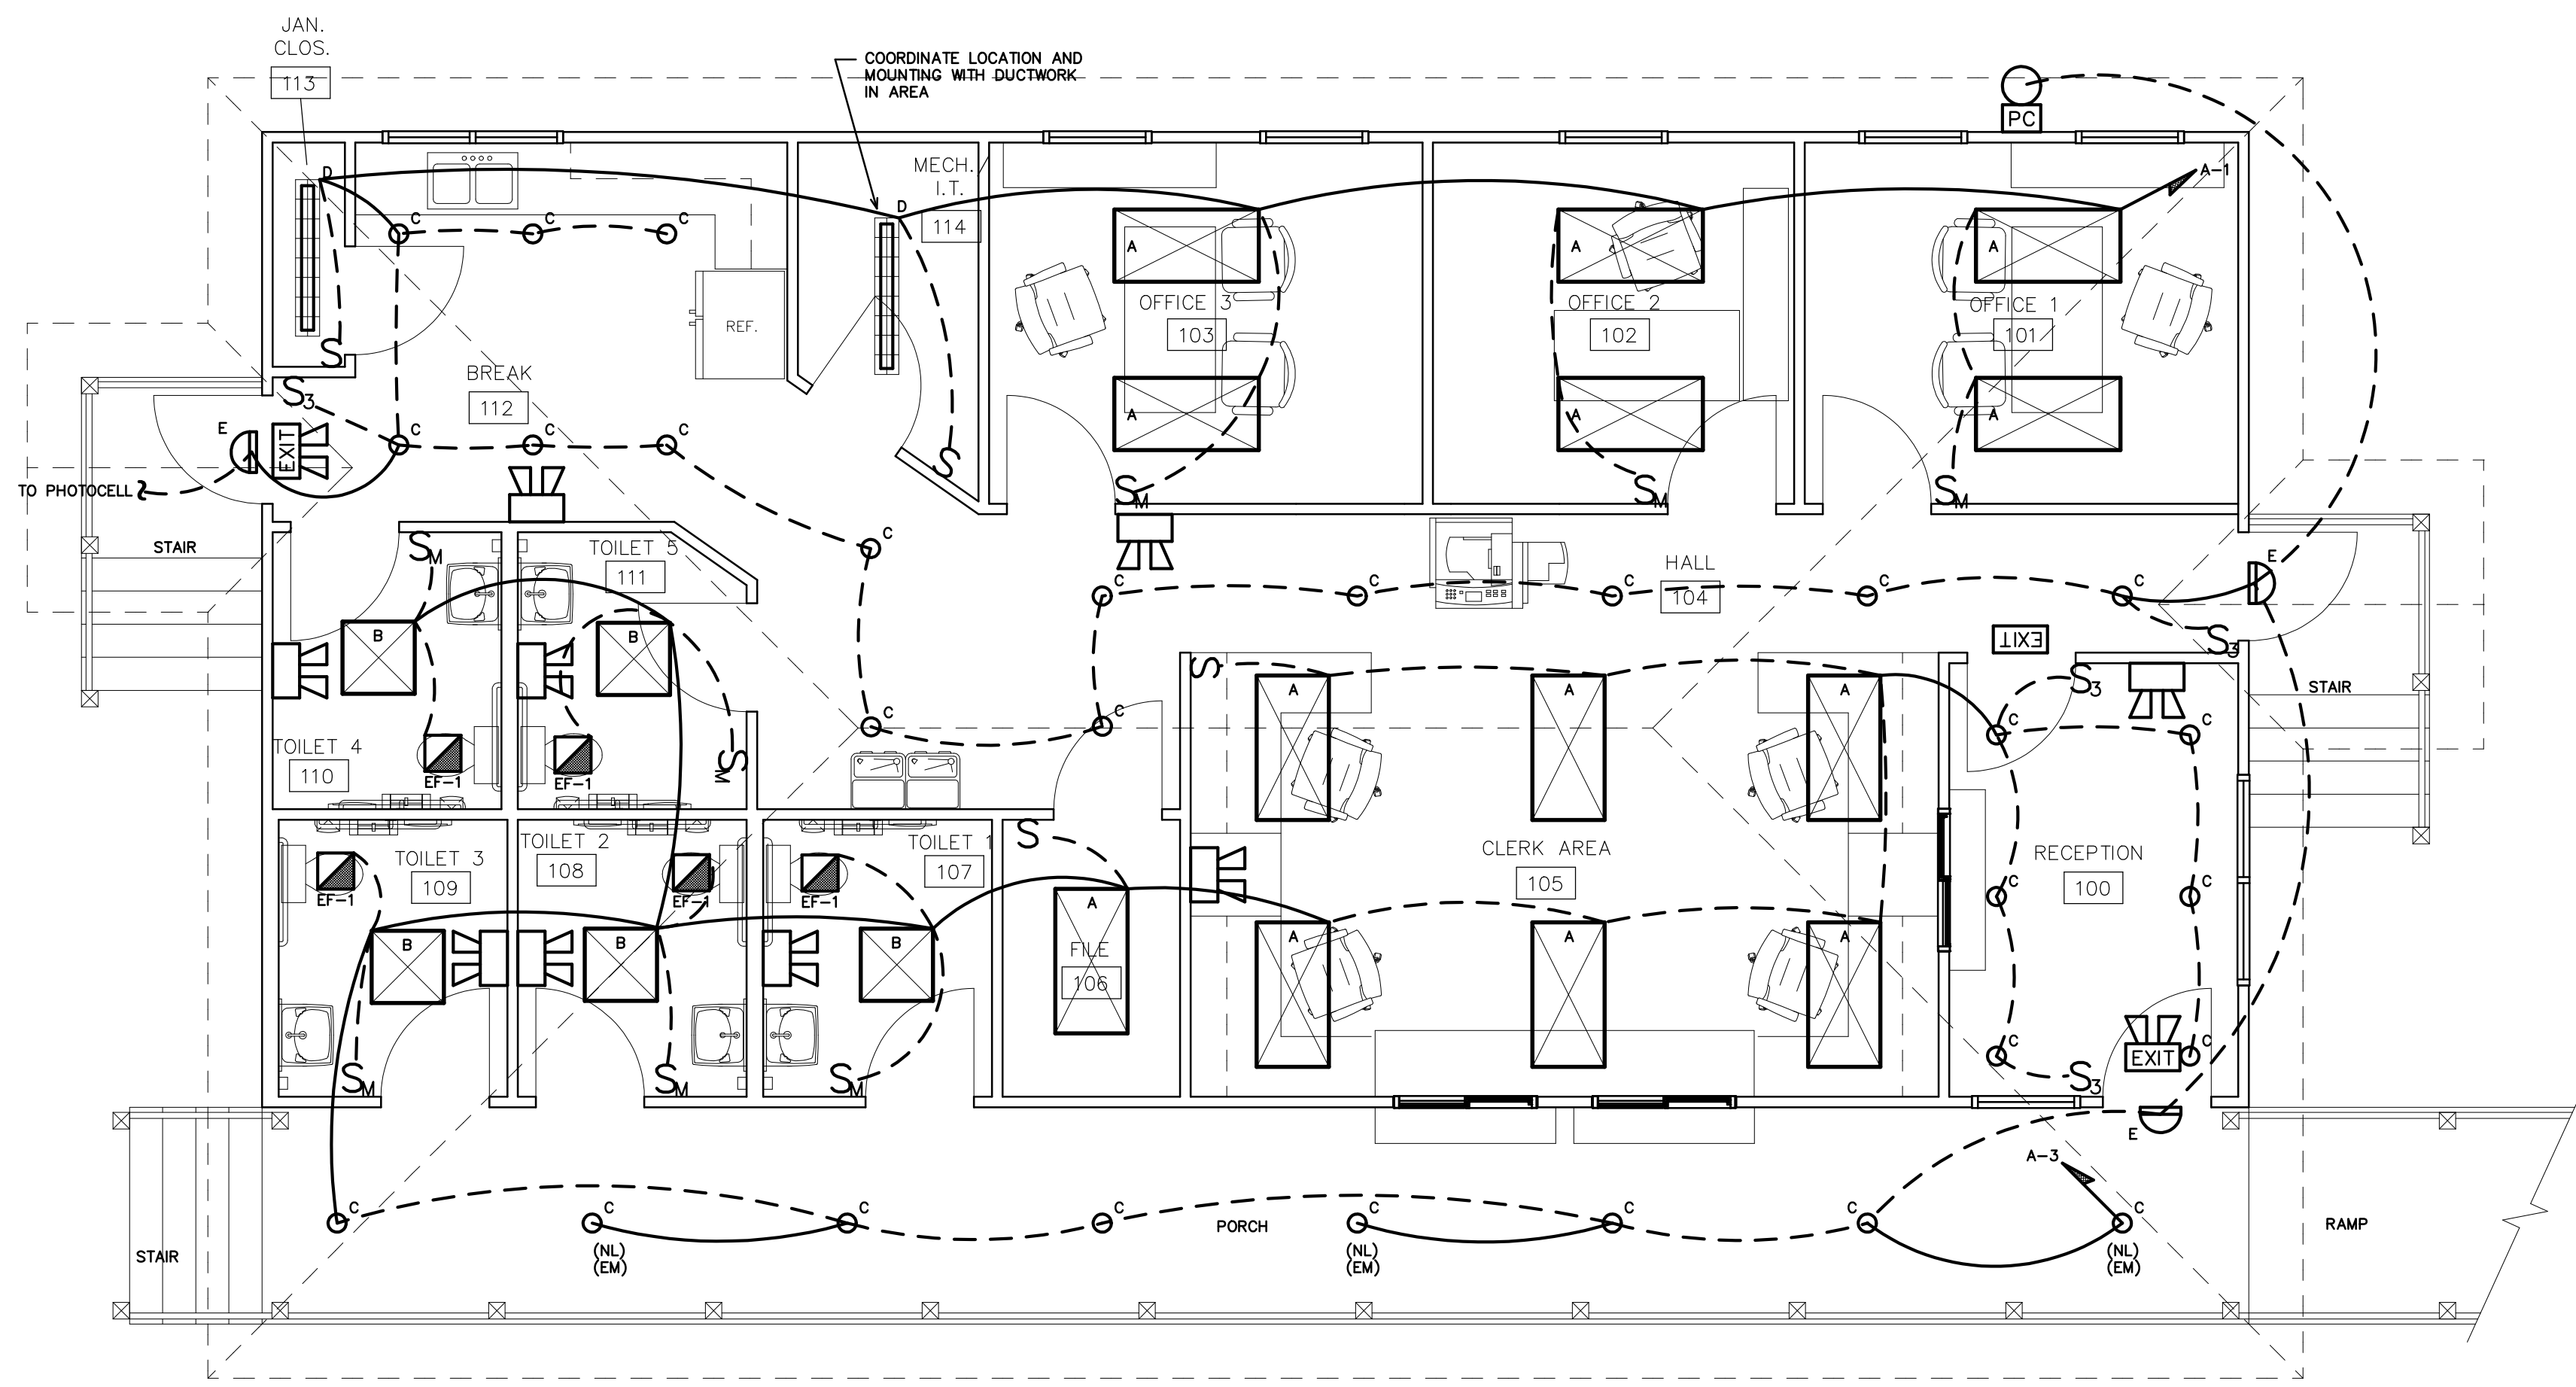 JAN.
CLOS.
113
COORDINATE LOCATION AND
MOUNTING WITH DUCTWORK
IN AREA
PC
MECH.
I.T.
114
A-1
D
D
C
C
C
A
A
A
OFFICE 3
103
OFFICE 2
102
OFFICE 1
101
REF.
S
BREAK
112
S3
A
A
A
E
EXIT
C
C
C
S
SM
SM
SM
TO PHOTOCELL
STAIR
SM
TOILET 5
111
C
HALL
104
E
C
C
C
C
C
B
B
EXIT
S3
S
S3
STAIR
A
A
A
C
C
C
C
TOILET 4
110
EF-1
EF-1
SM
S
TOILET 3
109
TOILET 2
108
TOILET 1
107
EF-1
EF-1
EF-1
CLERK AREA
105
RECEPTION
100
C
C
A
FILE
106
B
B
B
A
A
A
C
C
EXIT
SM
SM
SM
S3
E
A-3
C
C
C
C
C
C
C
C
PORCH
RAMP
STAIR
(NL)
(EM)
(NL)
(EM)
(NL)
(EM)